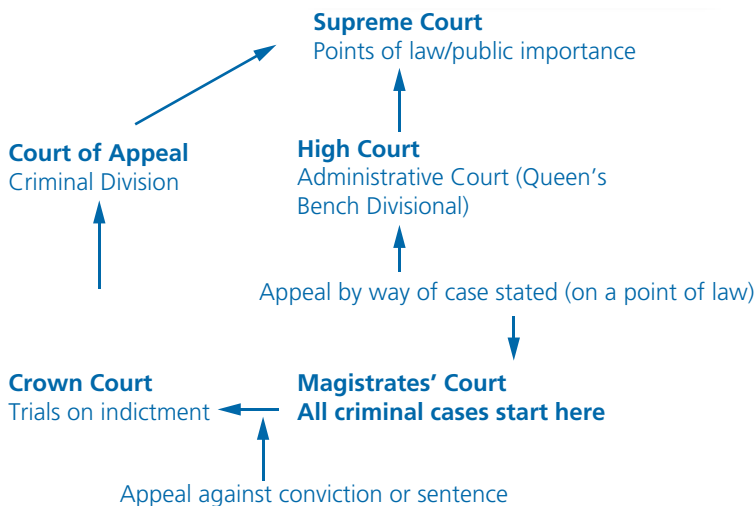 Supreme Court
Points of law/public importance
Court of Appeal
Criminal Division
High Court
Administrative Court (Queen's
Bench Divisional)
Appeal by way of case stated (on a point of law)
Crown Court
Trials on indictment
Magistrates' Court
All criminal cases start here
Appeal against conviction or sentence